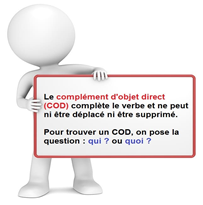 Le complément d'objet direct
(COD) complète le verbe et ne peut
ni être déplacé ni être supprimé.
Pour trouver un COD, on pose la
question : qui ? ou quoi ?